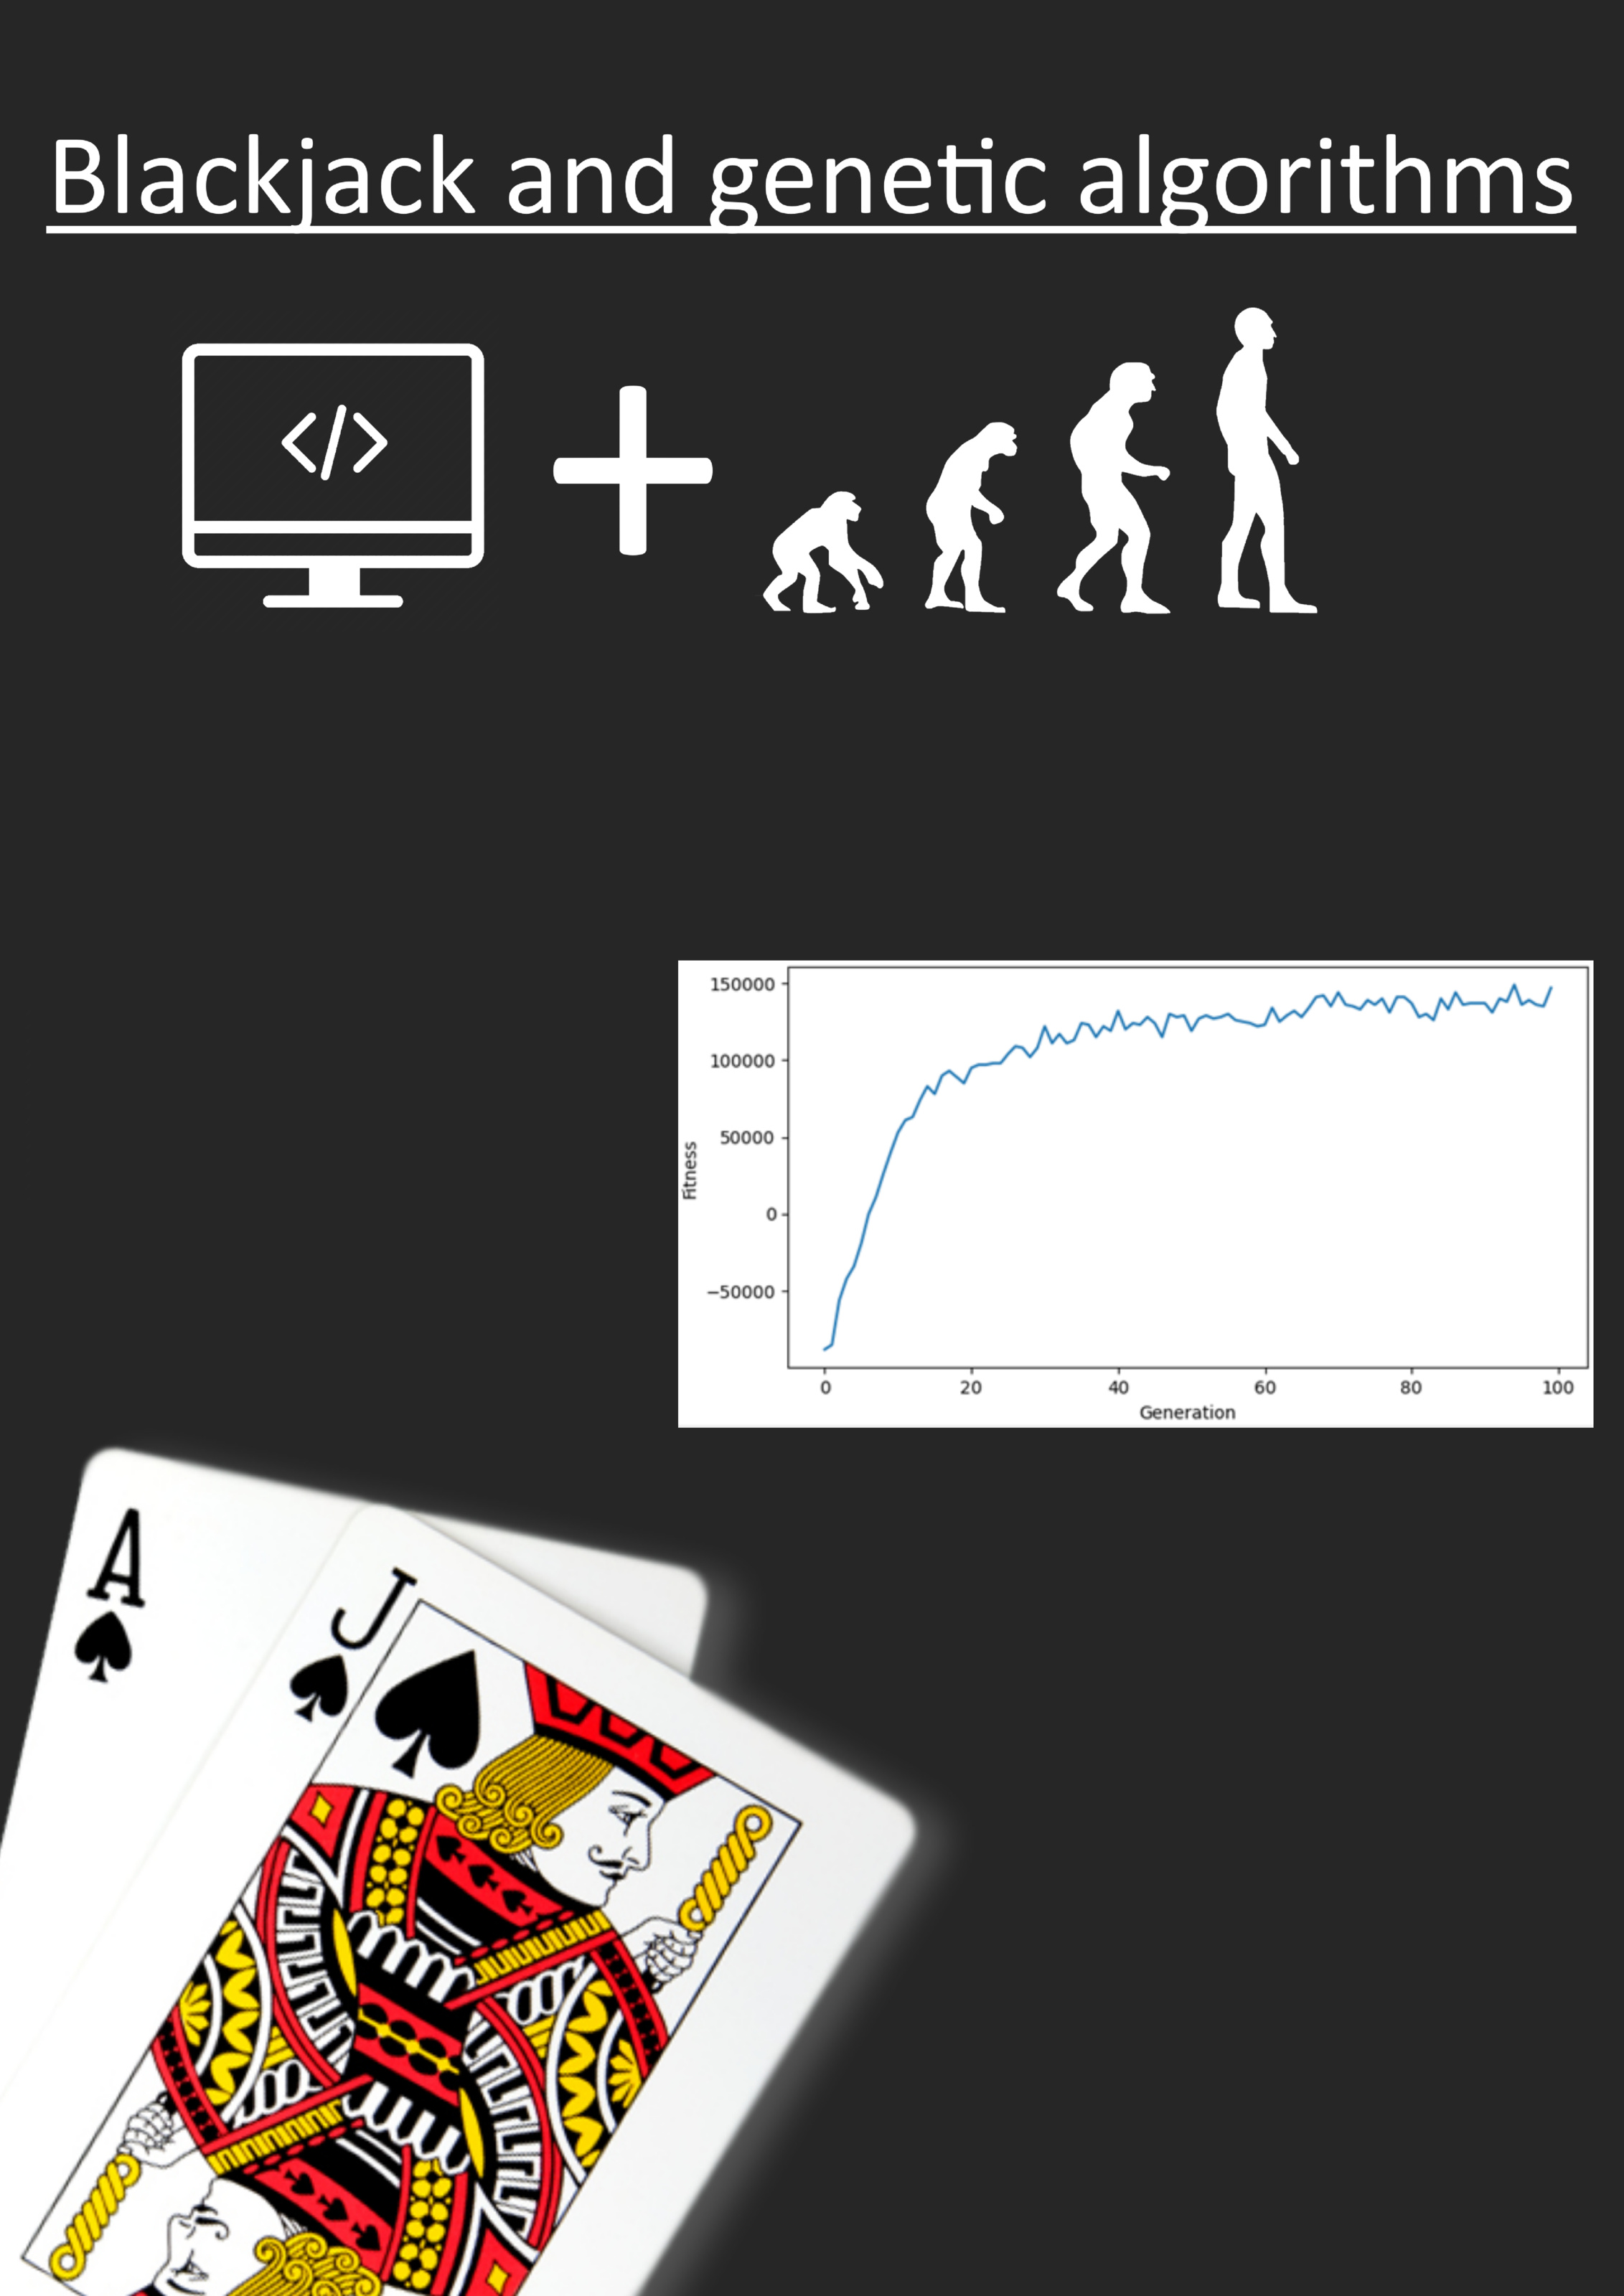 Blackjack and genetic algorithms
</>
150000
100000
50000
0
−50000
Fitness
0 20 40 60 80 100
Generation
A
J